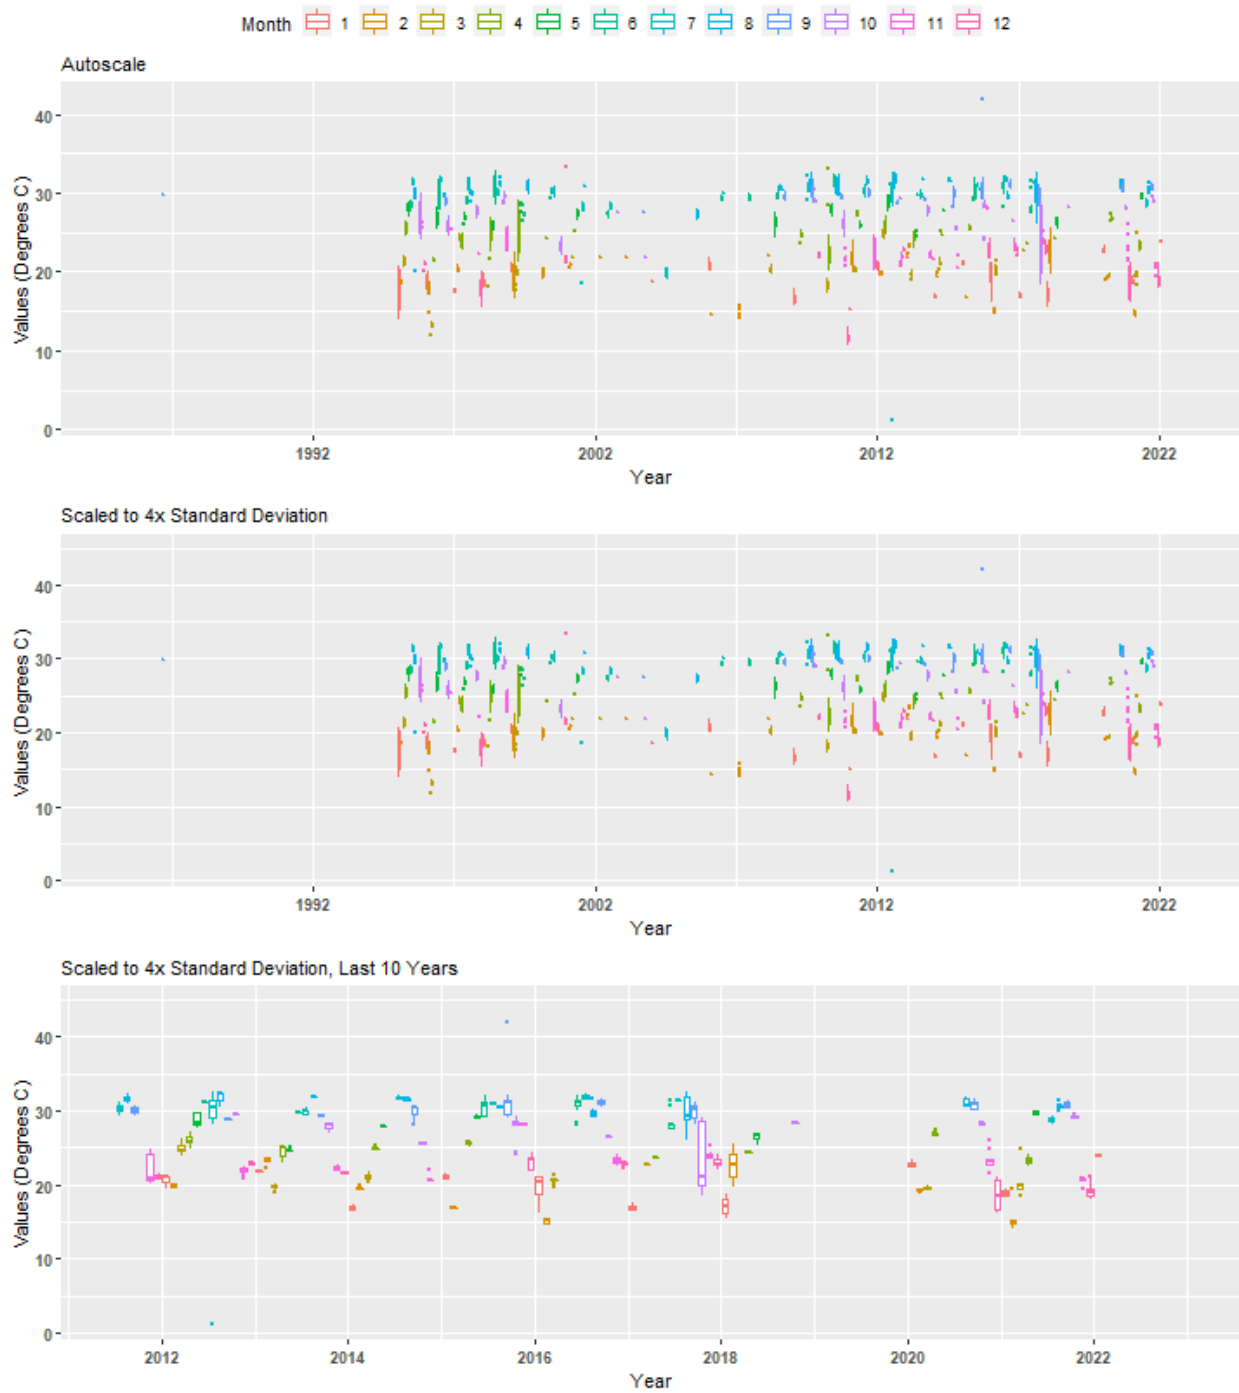 Month 1 2 3 4 5 6 7 8 9 10 11 12
Autoscale
40
30
20
10
0
Values (Degrees C)
1992 2002 2012 2022
Year
Scaled to 4x Standard Deviation
40
30
20
10
0
Values (Degrees C)
1992 2002 2012 2022
Year
Scaled to 4x Standard Deviation, Last 10 Years
40
30
20
10
0
Values (Degrees C)
2012 2014 2016 2018 2020 2022
Year